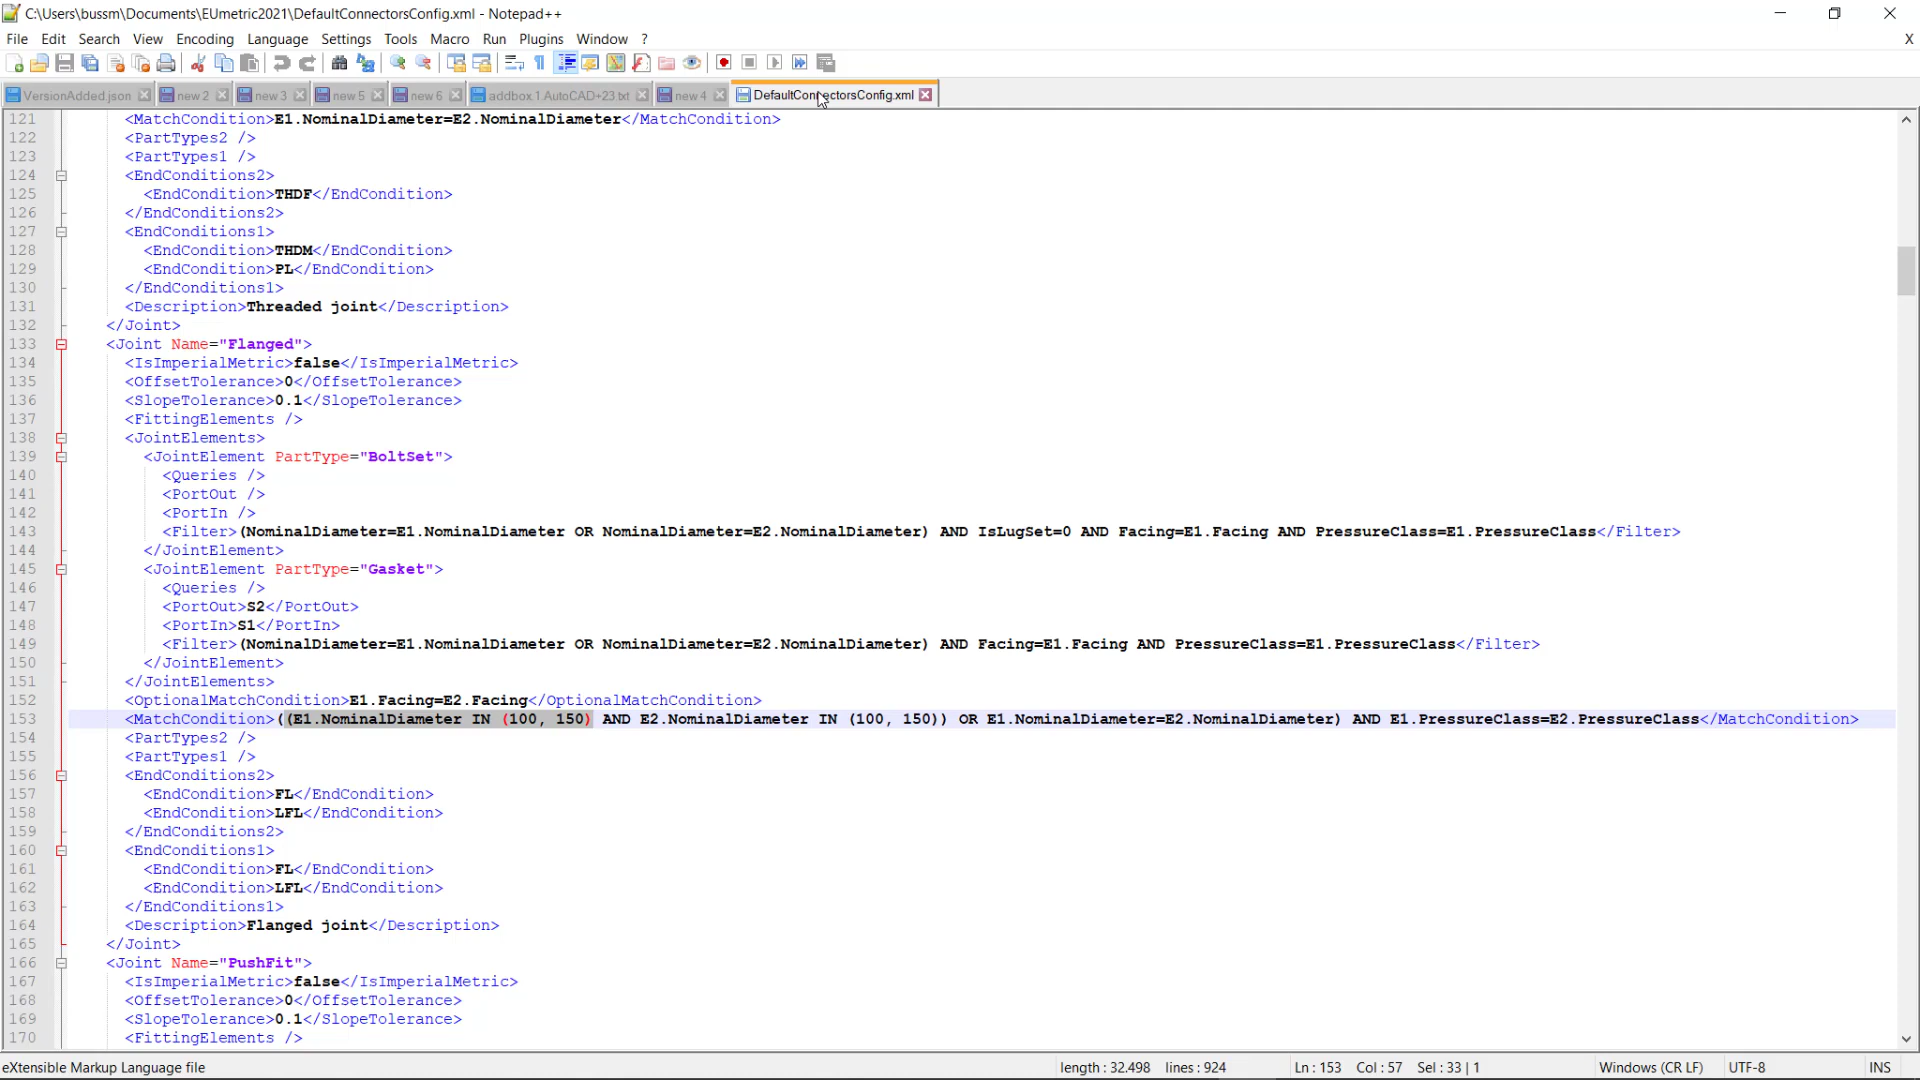 C:\Users\bussm\Documents\EUmetric2021\DefaultConnectorsConfig.xml - Notepad++
File Edit Search View Encoding Language Settings Tools Macro Run Plugins Window ? X
VersionAdded.json new 2 new 3 new 5 new 6 addbox 1.AutoCAD+23.txt new 4 DefaultConnectorsConfig.xml
121 <MatchCondition>E1.NominalDiameter=E2.NominalDiameter</MatchCondition>
122 <PartTypes2 />
123 <PartTypes1 />
124 <EndConditions2>
125 <EndCondition>THDF</EndCondition>
126 </EndConditions2>
127 <EndConditions1>
128 <EndCondition>THDM</EndCondition>
129 <EndCondition>PL</EndCondition>
130 </EndConditions1>
131 <Description>Threaded joint</Description>
132 </Joint>
133 <Joint Name="Flanged">
134 <IsImperialMetric>false</IsImperialMetric>
135 <OffsetTolerance>0</OffsetTolerance>
136 <SlopeTolerance>0.1</SlopeTolerance>
137 <FittingElements />
138 <JointElements>
139 <JointElement PartType="BoltSet">
140 <Queries />
141 <PortOut />
142 <PortIn />
143 <Filter>(NominalDiameter=E1.NominalDiameter OR NominalDiameter=E2.NominalDiameter) AND IsLugSet=0 AND Facing=E1.Facing AND PressureClass=E1.PressureClass</Filter>
144 </JointElement>
145 <JointElement PartType="Gasket">
146 <Queries />
147 <PortOut>S2</PortOut>
148 <PortIn>S1</PortIn>
149 <Filter>(NominalDiameter=E1.NominalDiameter OR NominalDiameter=E2.NominalDiameter) AND Facing=E1.Facing AND PressureClass=E1.PressureClass</Filter>
150 </JointElement>
151 </JointElements>
152 <OptionalMatchCondition>E1.Facing=E2.Facing</OptionalMatchCondition>
153 <MatchCondition>((E1.NominalDiameter IN (100, 150) AND E2.NominalDiameter IN (100, 150)) OR E1.NominalDiameter=E2.NominalDiameter) AND E1.PressureClass=E2.PressureClass</MatchCondition>
154 <PartTypes2 />
155 <PartTypes1 />
156 <EndConditions2>
157 <EndCondition>FL</EndCondition>
158 <EndCondition>LFL</EndCondition>
159 </EndConditions2>
160 <EndConditions1>
161 <EndCondition>FL</EndCondition>
162 <EndCondition>LFL</EndCondition>
163 </EndConditions1>
164 <Description>Flanged joint</Description>
165 </Joint>
166 <Joint Name="PushFit">
167 <IsImperialMetric>false</IsImperialMetric>
168 <OffsetTolerance>0</OffsetTolerance>
169 <SlopeTolerance>0.1</SlopeTolerance>
170 <FittingElements />
eXtensible Markup Language file length : 32.498 lines : 924 Ln : 153 Col : 57 Sel : 33 | 1 Windows (CR LF) UTF-8 INS